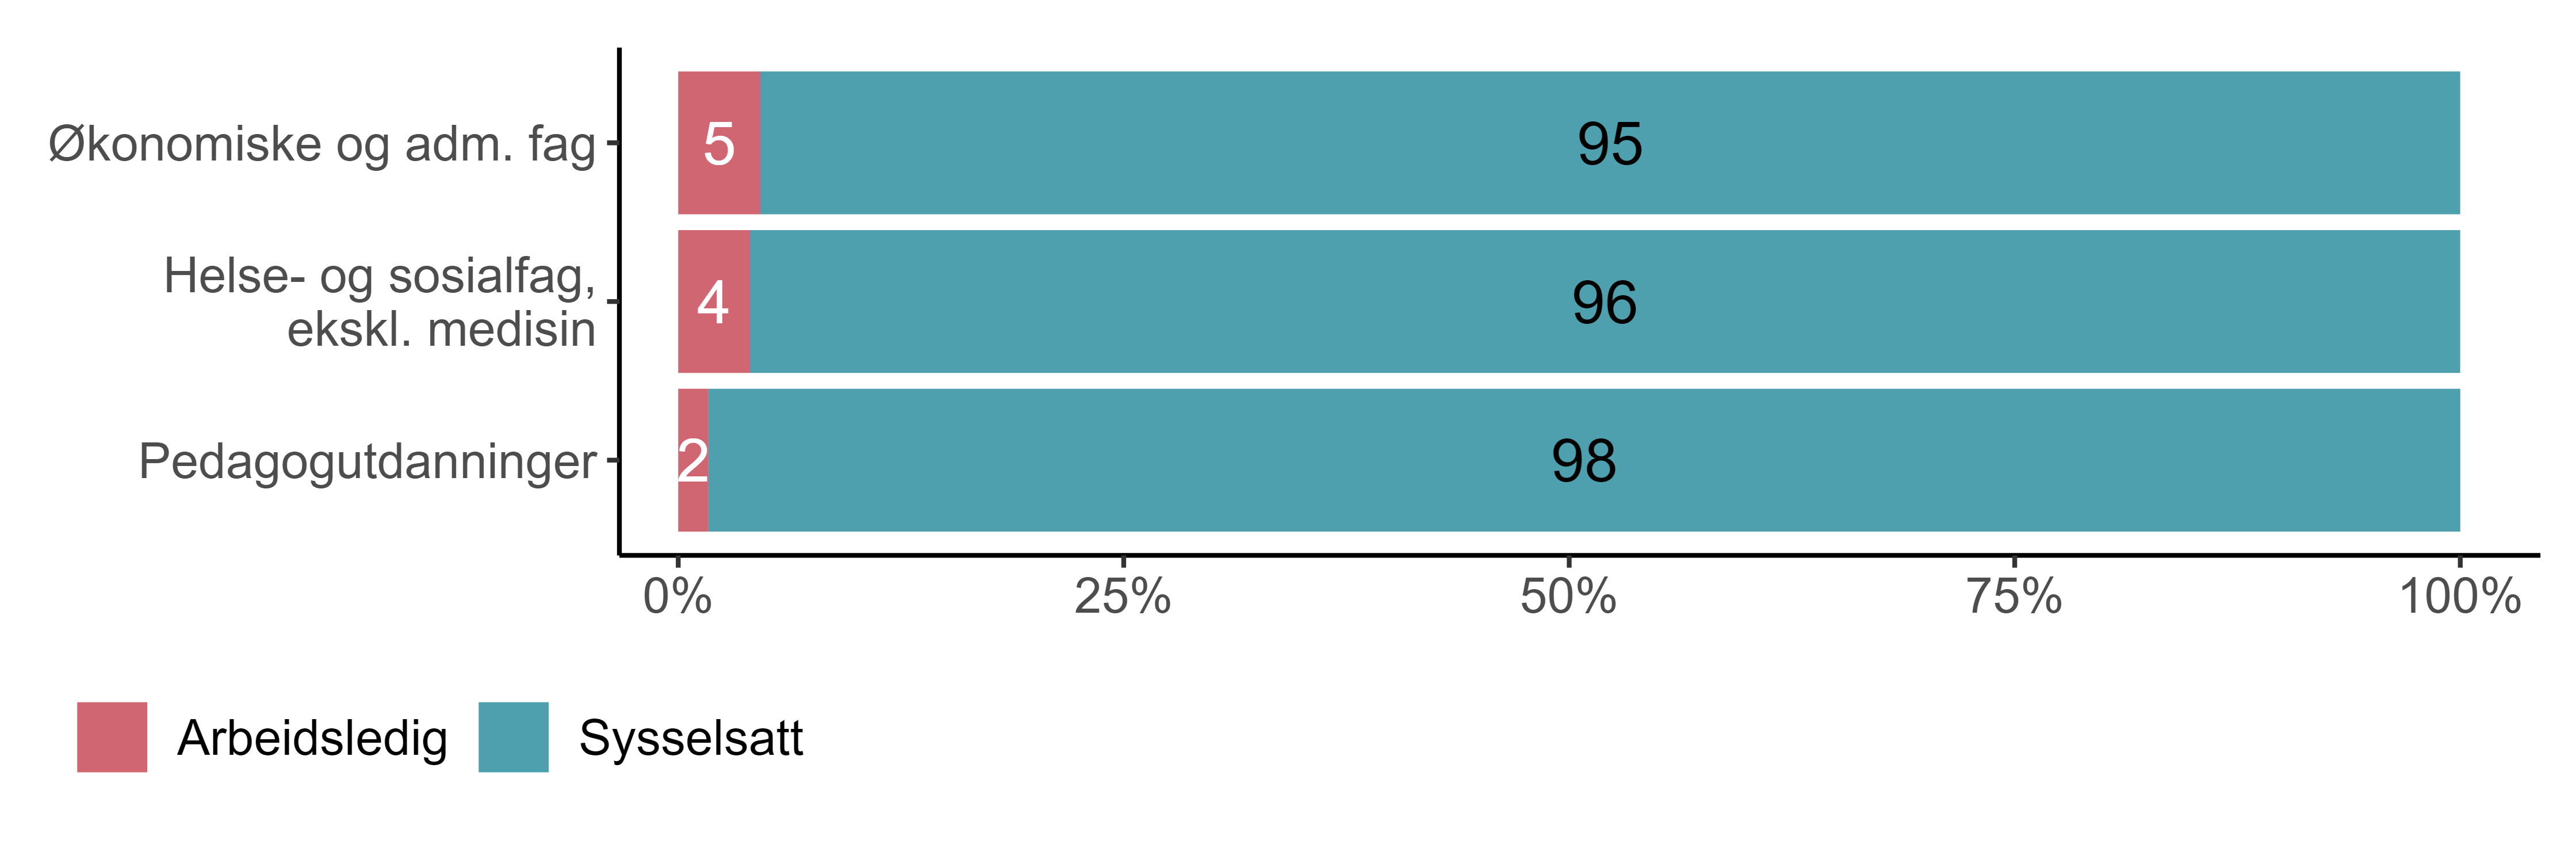 Økonomiske og adm. fag
5 95
Helse- og sosialfag,
ekskl. medisin
4 96
Pedagogutdanninger
2 98
0% 25% 50% 75% 100%
Arbeidsledig Sysselsatt